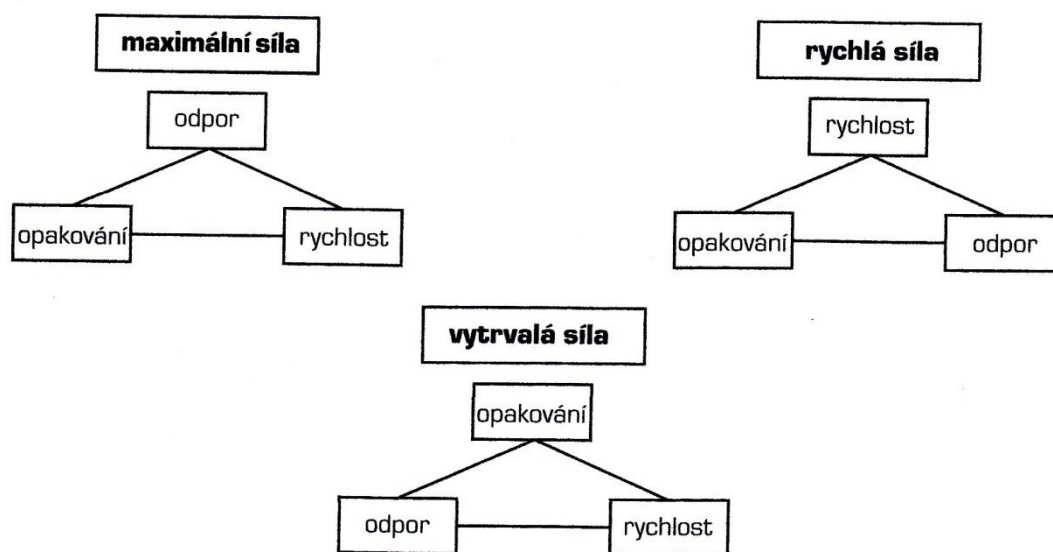 maximální síla
odpor
opakování
rychlost
rychlá síla
rychlost
opakování
odpor
vytrvalá síla
opakování
odpor
rychlost